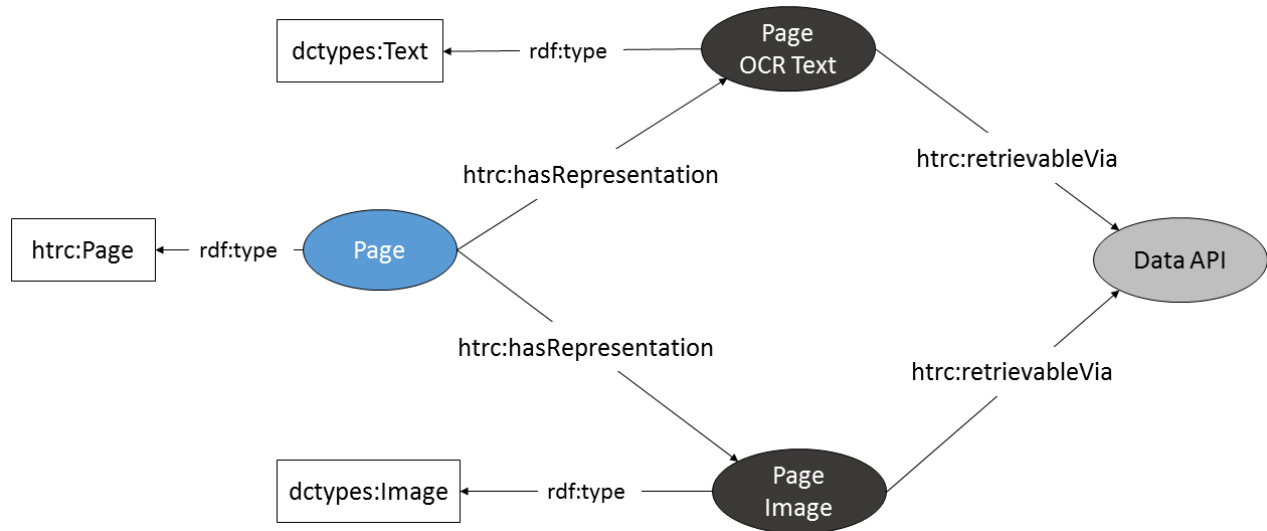 dctypes:Text
rdf:type
Page
OCR Text
htrc:hasRepresentation
htrc:retrievableVia
htrc:Page
rdf:type
Page
Data API
htrc:hasRepresentation
htrc:retrievableVia
dctypes:Image
rdf:type
Page
Image